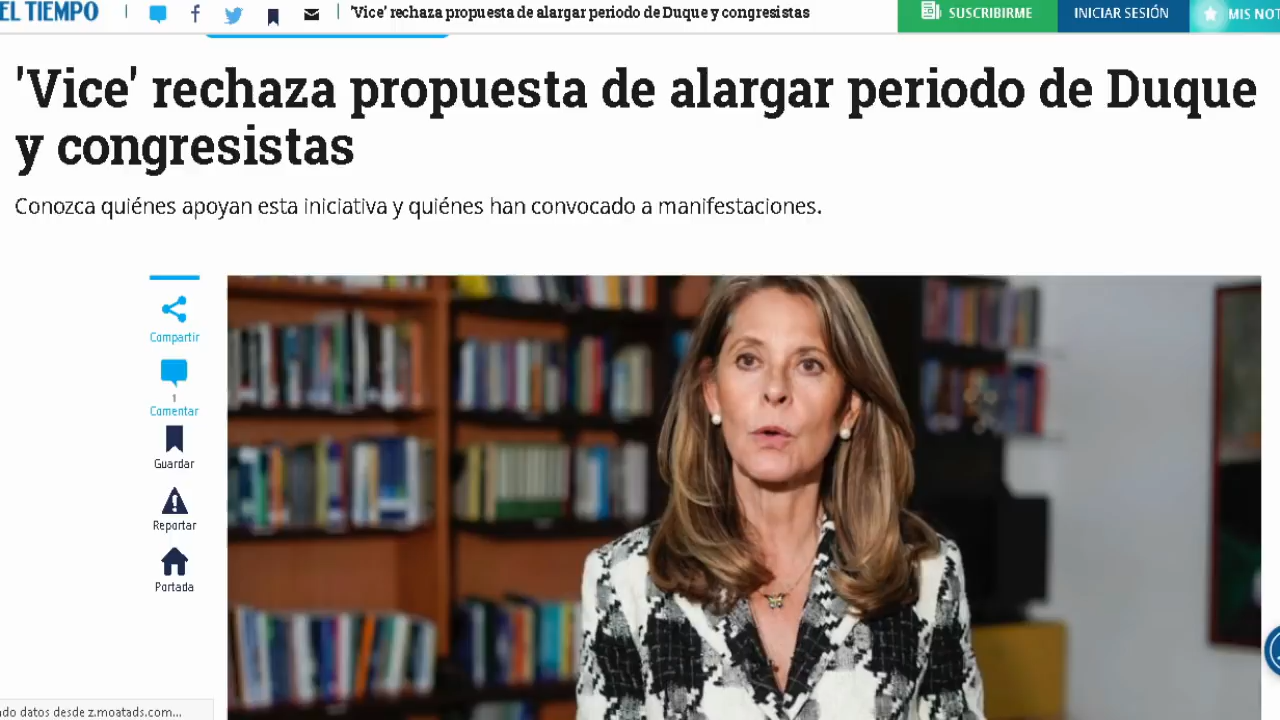 EL TIEMPO
'Vice' rechaza propuesta de alargar periodo de Duque y congresistas
SUSCRIBIRME
INICIAR SESIÓN
MIS NOT
'Vice' rechaza propuesta de alargar periodo de Duque
y congresistas
Conozca quiénes apoyan esta iniciativa y quiénes han convocado a manifestaciones.
Compartir
1
Comentar
Guardar
Reportar
Portada
ndo datos desde z.moatads.com...